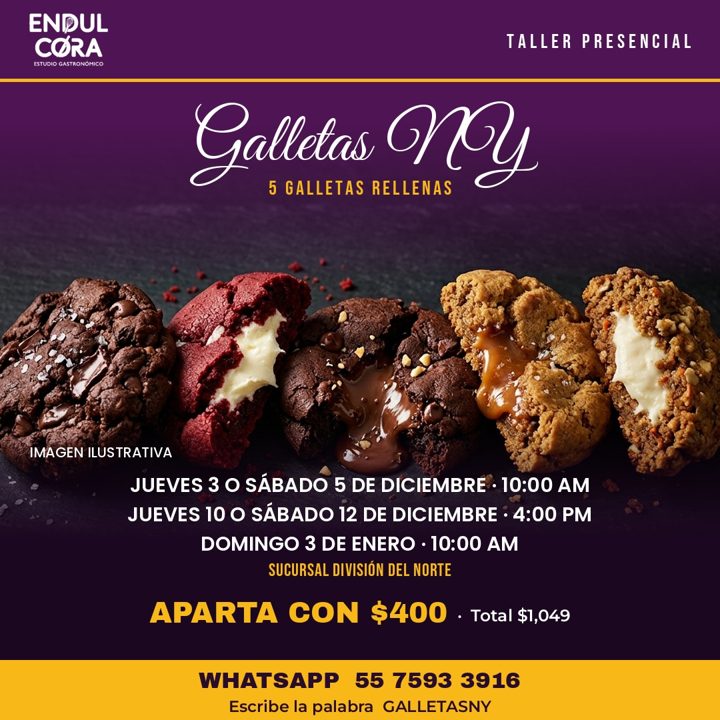 ENDUL
CØRA
ESTUDIO GASTRONÓMICO
TALLER PRESENCIAL
Galletas NY
5 GALLETAS RELLENAS
IMAGEN ILUSTRATIVA
JUEVES 3 O SÁBADO 5 DE DICIEMBRE · 10:00 AM
JUEVES 10 O SÁBADO 12 DE DICIEMBRE · 4:00 PM
DOMINGO 3 DE ENERO · 10:00 AM
SUCURSAL DIVISIÓN DEL NORTE
APARTA CON $400 · Total $1,049
WHATSAPP 55 7593 3916
Escribe la palabra GALLETASNY